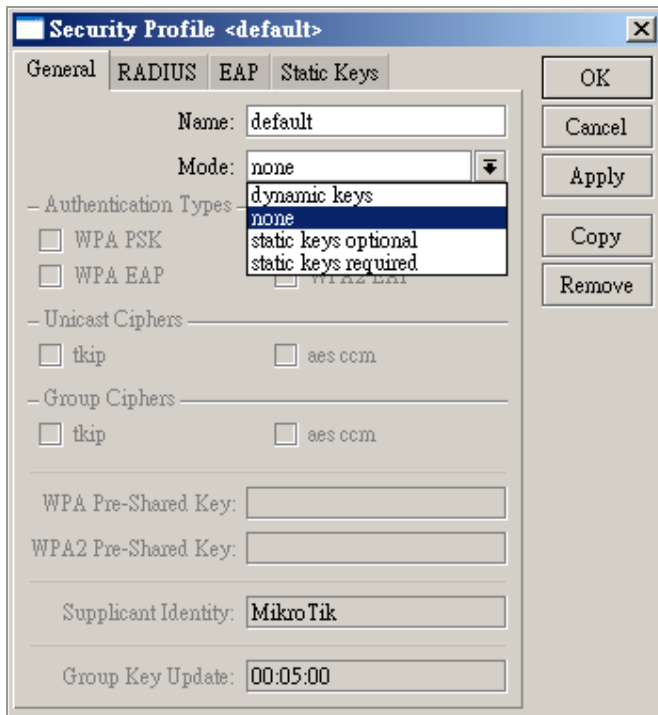 Security Profile <default>
General RADIUS EAP Static Keys
OK
Cancel
Apply
Copy
Remove
Name: default
Mode: none
dynamic keys
none
static keys optional
static keys required
Authentication Types
WPA PSK
WPA EAP WPA2 EAP
Unicast Ciphers
tkip aes ccm
Group Ciphers
tkip aes ccm
WPA Pre-Shared Key:
WPA2 Pre-Shared Key:
Supplicant Identity: MikroTik
Group Key Update: 00:05:00